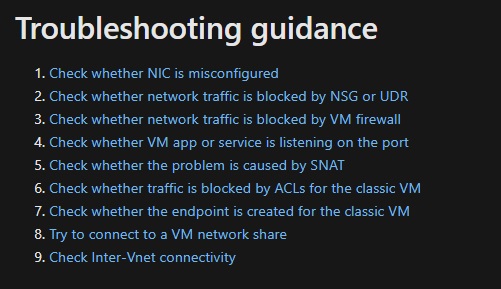 Troubleshooting guidance
1. Check whether NIC is misconfigured
2. Check whether network traffic is blocked by NSG or UDR
3. Check whether network traffic is blocked by VM firewall
4. Check whether VM app or service is listening on the port
5. Check whether the problem is caused by SNAT
6. Check whether traffic is blocked by ACLs for the classic VM
7. Check whether the endpoint is created for the classic VM
8. Try to connect to a VM network share
9. Check Inter-Vnet connectivity